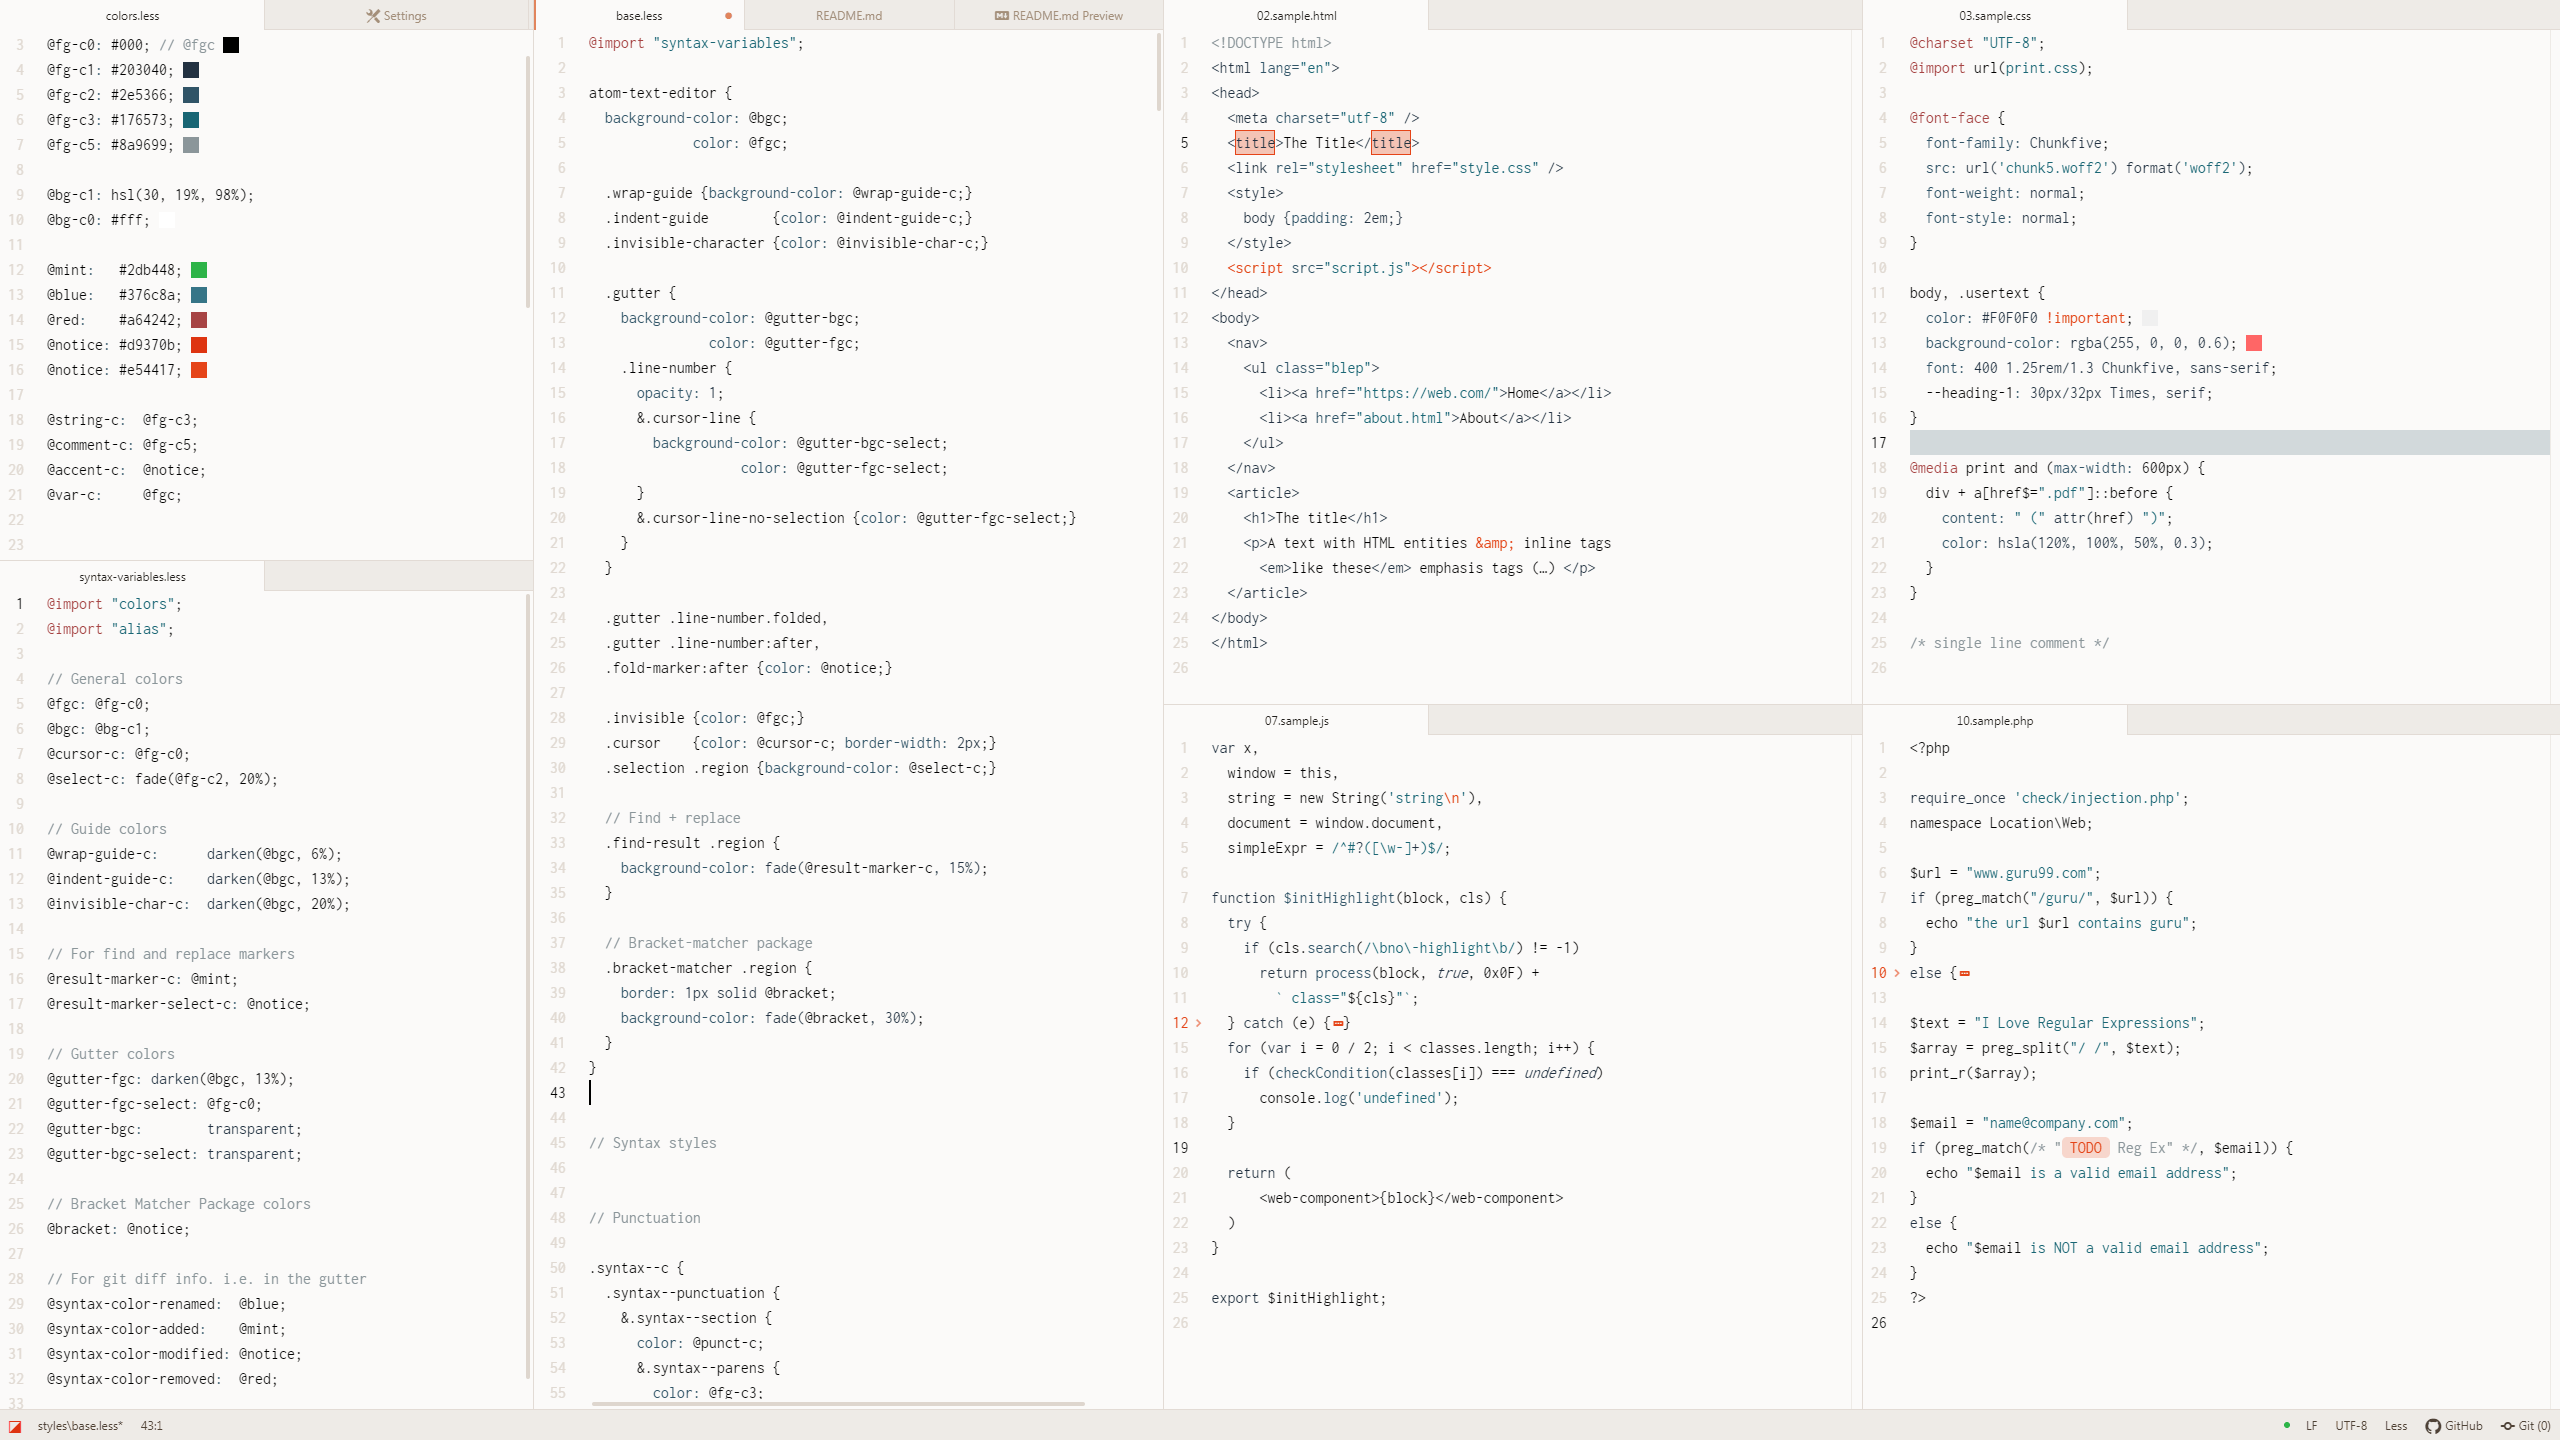 colors.less
Settings
3 @fg-c0: #000; // @fgc
4 @fg-c1: #203040;
5 @fg-c2: #2e5366;
6 @fg-c3: #176573;
7 @fg-c5: #8a9699;
8
9 @bg-c1: hsl(30, 19%, 98%);
10 @bg-c0: #fff;
11
12 @mint:   #2db448;
13 @blue:   #376c8a;
14 @red:    #a64242;
15 @notice: #d9370b;
16 @notice: #e54417;
17
18 @string-c:  @fg-c3;
19 @comment-c: @fg-c5;
20 @accent-c:  @notice;
21 @var-c:     @fgc;
22
23
syntax-variables.less
1 @import "colors";
2 @import "alias";
3
4 // General colors
5 @fgc: @fg-c0;
6 @bgc: @bg-c1;
7 @cursor-c: @fg-c0;
8 @select-c: fade(@fg-c2, 20%);
9
10 // Guide colors
11 @wrap-guide-c:      darken(@bgc, 6%);
12 @indent-guide-c:    darken(@bgc, 13%);
13 @invisible-char-c:  darken(@bgc, 20%);
14
15 // For find and replace markers
16 @result-marker-c: @mint;
17 @result-marker-select-c: @notice;
18
19 // Gutter colors
20 @gutter-fgc: darken(@bgc, 13%);
21 @gutter-fgc-select: @fg-c0;
22 @gutter-bgc:        transparent;
23 @gutter-bgc-select: transparent;
24
25 // Bracket Matcher Package colors
26 @bracket: @notice;
27
28 // For git diff info. i.e. in the gutter
29 @syntax-color-renamed:  @blue;
30 @syntax-color-added:    @mint;
31 @syntax-color-modified: @notice;
32 @syntax-color-removed:  @red;
33
base.less
README.md
README.md Preview
1 @import "syntax-variables";
2
3 atom-text-editor {
4   background-color: @bgc;
5              color: @fgc;
6
7   .wrap-guide {background-color: @wrap-guide-c;}
8   .indent-guide        {color: @indent-guide-c;}
9   .invisible-character {color: @invisible-char-c;}
10
11   .gutter {
12     background-color: @gutter-bgc;
13                color: @gutter-fgc;
14     .line-number {
15       opacity: 1;
16       &.cursor-line {
17         background-color: @gutter-bgc-select;
18                    color: @gutter-fgc-select;
19       }
20       &.cursor-line-no-selection {color: @gutter-fgc-select;}
21     }
22   }
23
24   .gutter .line-number.folded,
25   .gutter .line-number:after,
26   .fold-marker:after {color: @notice;}
27
28   .invisible {color: @fgc;}
29   .cursor    {color: @cursor-c; border-width: 2px;}
30   .selection .region {background-color: @select-c;}
31
32   // Find + replace
33   .find-result .region {
34     background-color: fade(@result-marker-c, 15%);
35   }
36
37   // Bracket-matcher package
38   .bracket-matcher .region {
39     border: 1px solid @bracket;
40     background-color: fade(@bracket, 30%);
41   }
42 }
43
44
45 // Syntax styles
46
47
48 // Punctuation
49
50 .syntax--c {
51   .syntax--punctuation {
52     &.syntax--section {
53       color: @punct-c;
54       &.syntax--parens {
55         color: @fg-c3;
02.sample.html
1 <!DOCTYPE html>
2 <html lang="en">
3 <head>
4   <meta charset="utf-8" />
5   <title>The Title</title>
6   <link rel="stylesheet" href="style.css" />
7   <style>
8     body {padding: 2em;}
9   </style>
10   <script src="script.js"></script>
11 </head>
12 <body>
13   <nav>
14     <ul class="blep">
15       <li><a href="https://web.com/">Home</a></li>
16       <li><a href="about.html">About</a></li>
17     </ul>
18   </nav>
19   <article>
20     <h1>The title</h1>
21     <p>A text with HTML entities &amp; inline tags
22       <em>like these</em> emphasis tags (…) </p>
23   </article>
24 </body>
25 </html>
26
07.sample.js
1 var x,
2   window = this,
3   string = new String('string\n'),
4   document = window.document,
5   simpleExpr = /^#?([\w-]+)$/;
6
7 function $initHighlight(block, cls) {
8   try {
9     if (cls.search(/\bno\-highlight\b/) != -1)
10       return process(block, true, 0x0F) +
11         ` class="${cls}"`;
12   } catch (e) {…}
15   for (var i = 0 / 2; i < classes.length; i++) {
16     if (checkCondition(classes[i]) === undefined)
17       console.log('undefined');
18   }
19
20   return (
21       <web-component>{block}</web-component>
22   )
23 }
24
25 export $initHighlight;
26
03.sample.css
1 @charset "UTF-8";
2 @import url(print.css);
3
4 @font-face {
5   font-family: Chunkfive;
6   src: url('chunk5.woff2') format('woff2');
7   font-weight: normal;
8   font-style: normal;
9 }
10
11 body, .usertext {
12   color: #F0F0F0 !important;
13   background-color: rgba(255, 0, 0, 0.6);
14   font: 400 1.25rem/1.3 Chunkfive, sans-serif;
15   --heading-1: 30px/32px Times, serif;
16 }
17
18 @media print and (max-width: 600px) {
19   div + a[href$=".pdf"]::before {
20     content: " (" attr(href) ")";
21     color: hsla(120%, 100%, 50%, 0.3);
22   }
23 }
24
25 /* single line comment */
26
10.sample.php
1 <?php
2
3 require_once 'check/injection.php';
4 namespace Location\Web;
5
6 $url = "www.guru99.com";
7 if (preg_match("/guru/", $url)) {
8   echo "the url $url contains guru";
9 }
10 else {…
13
14 $text = "I Love Regular Expressions";
15 $array = preg_split("/ /", $text);
16 print_r($array);
17
18 $email = "name@company.com";
19 if (preg_match(/* " TODO Reg Ex" */, $email)) {
20   echo "$email is a valid email address";
21 }
22 else {
23   echo "$email is NOT a valid email address";
24 }
25 ?>
26
styles\base.less* 43:1
LF UTF-8 Less GitHub Git (0)